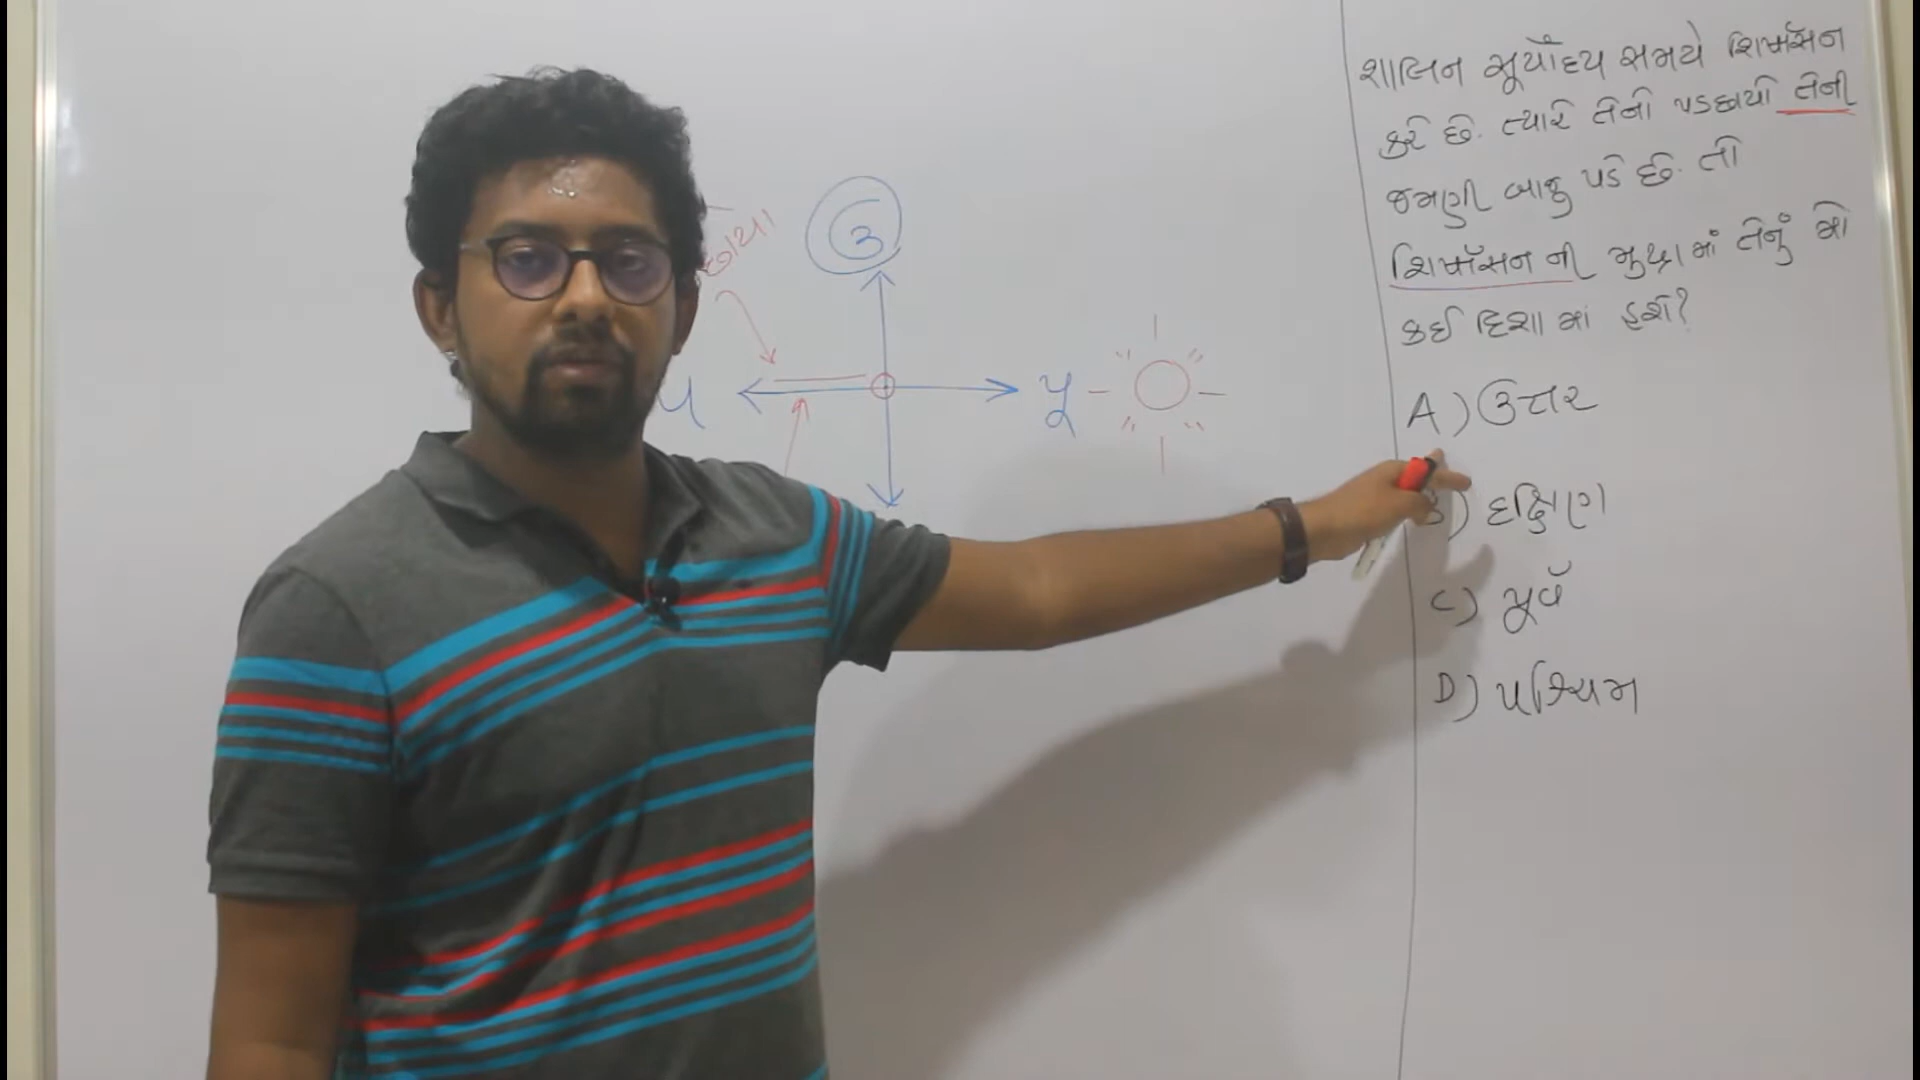 છાયા
ઉ
પ
પૂ
શાલિન સૂર્યોદય સમયે શિર્ષાસન
કરે છે. ત્યારે તેનો પડછાયો તેની
જમણી બાજુ પડે છે. તો
શિર્ષાસન ની મુદ્રા માં તેનું મો
કઈ દિશા માં હશે?
A) ઉત્તર
B) દક્ષિણ
C) પૂર્વ
D) પશ્ચિમ